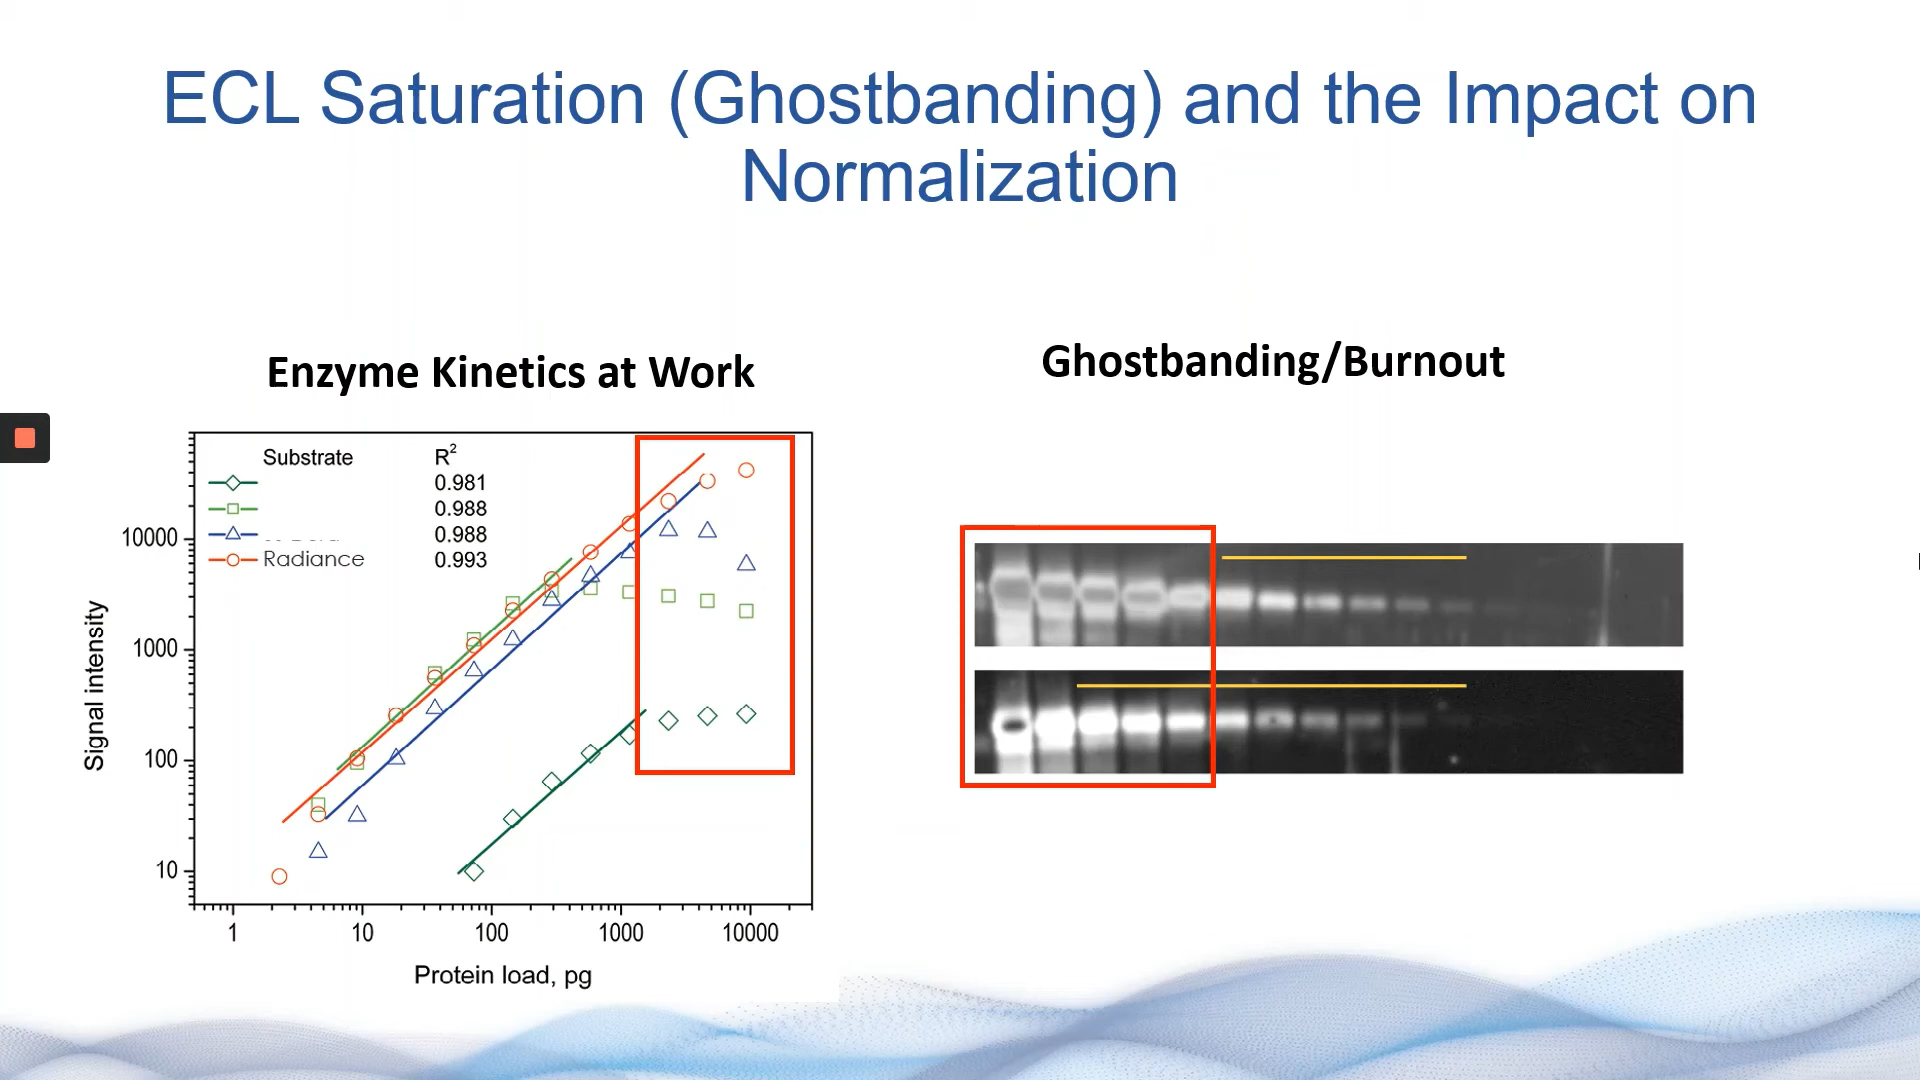 ECL Saturation (Ghostbanding) and the Impact on
Normalization
Enzyme Kinetics at Work
Ghostbanding/Burnout
Substrate R²
0.981
0.988
0.988
Radiance 0.993
10000
1000
100
10
Signal intensity
1 10 100 1000 10000
Protein load, pg